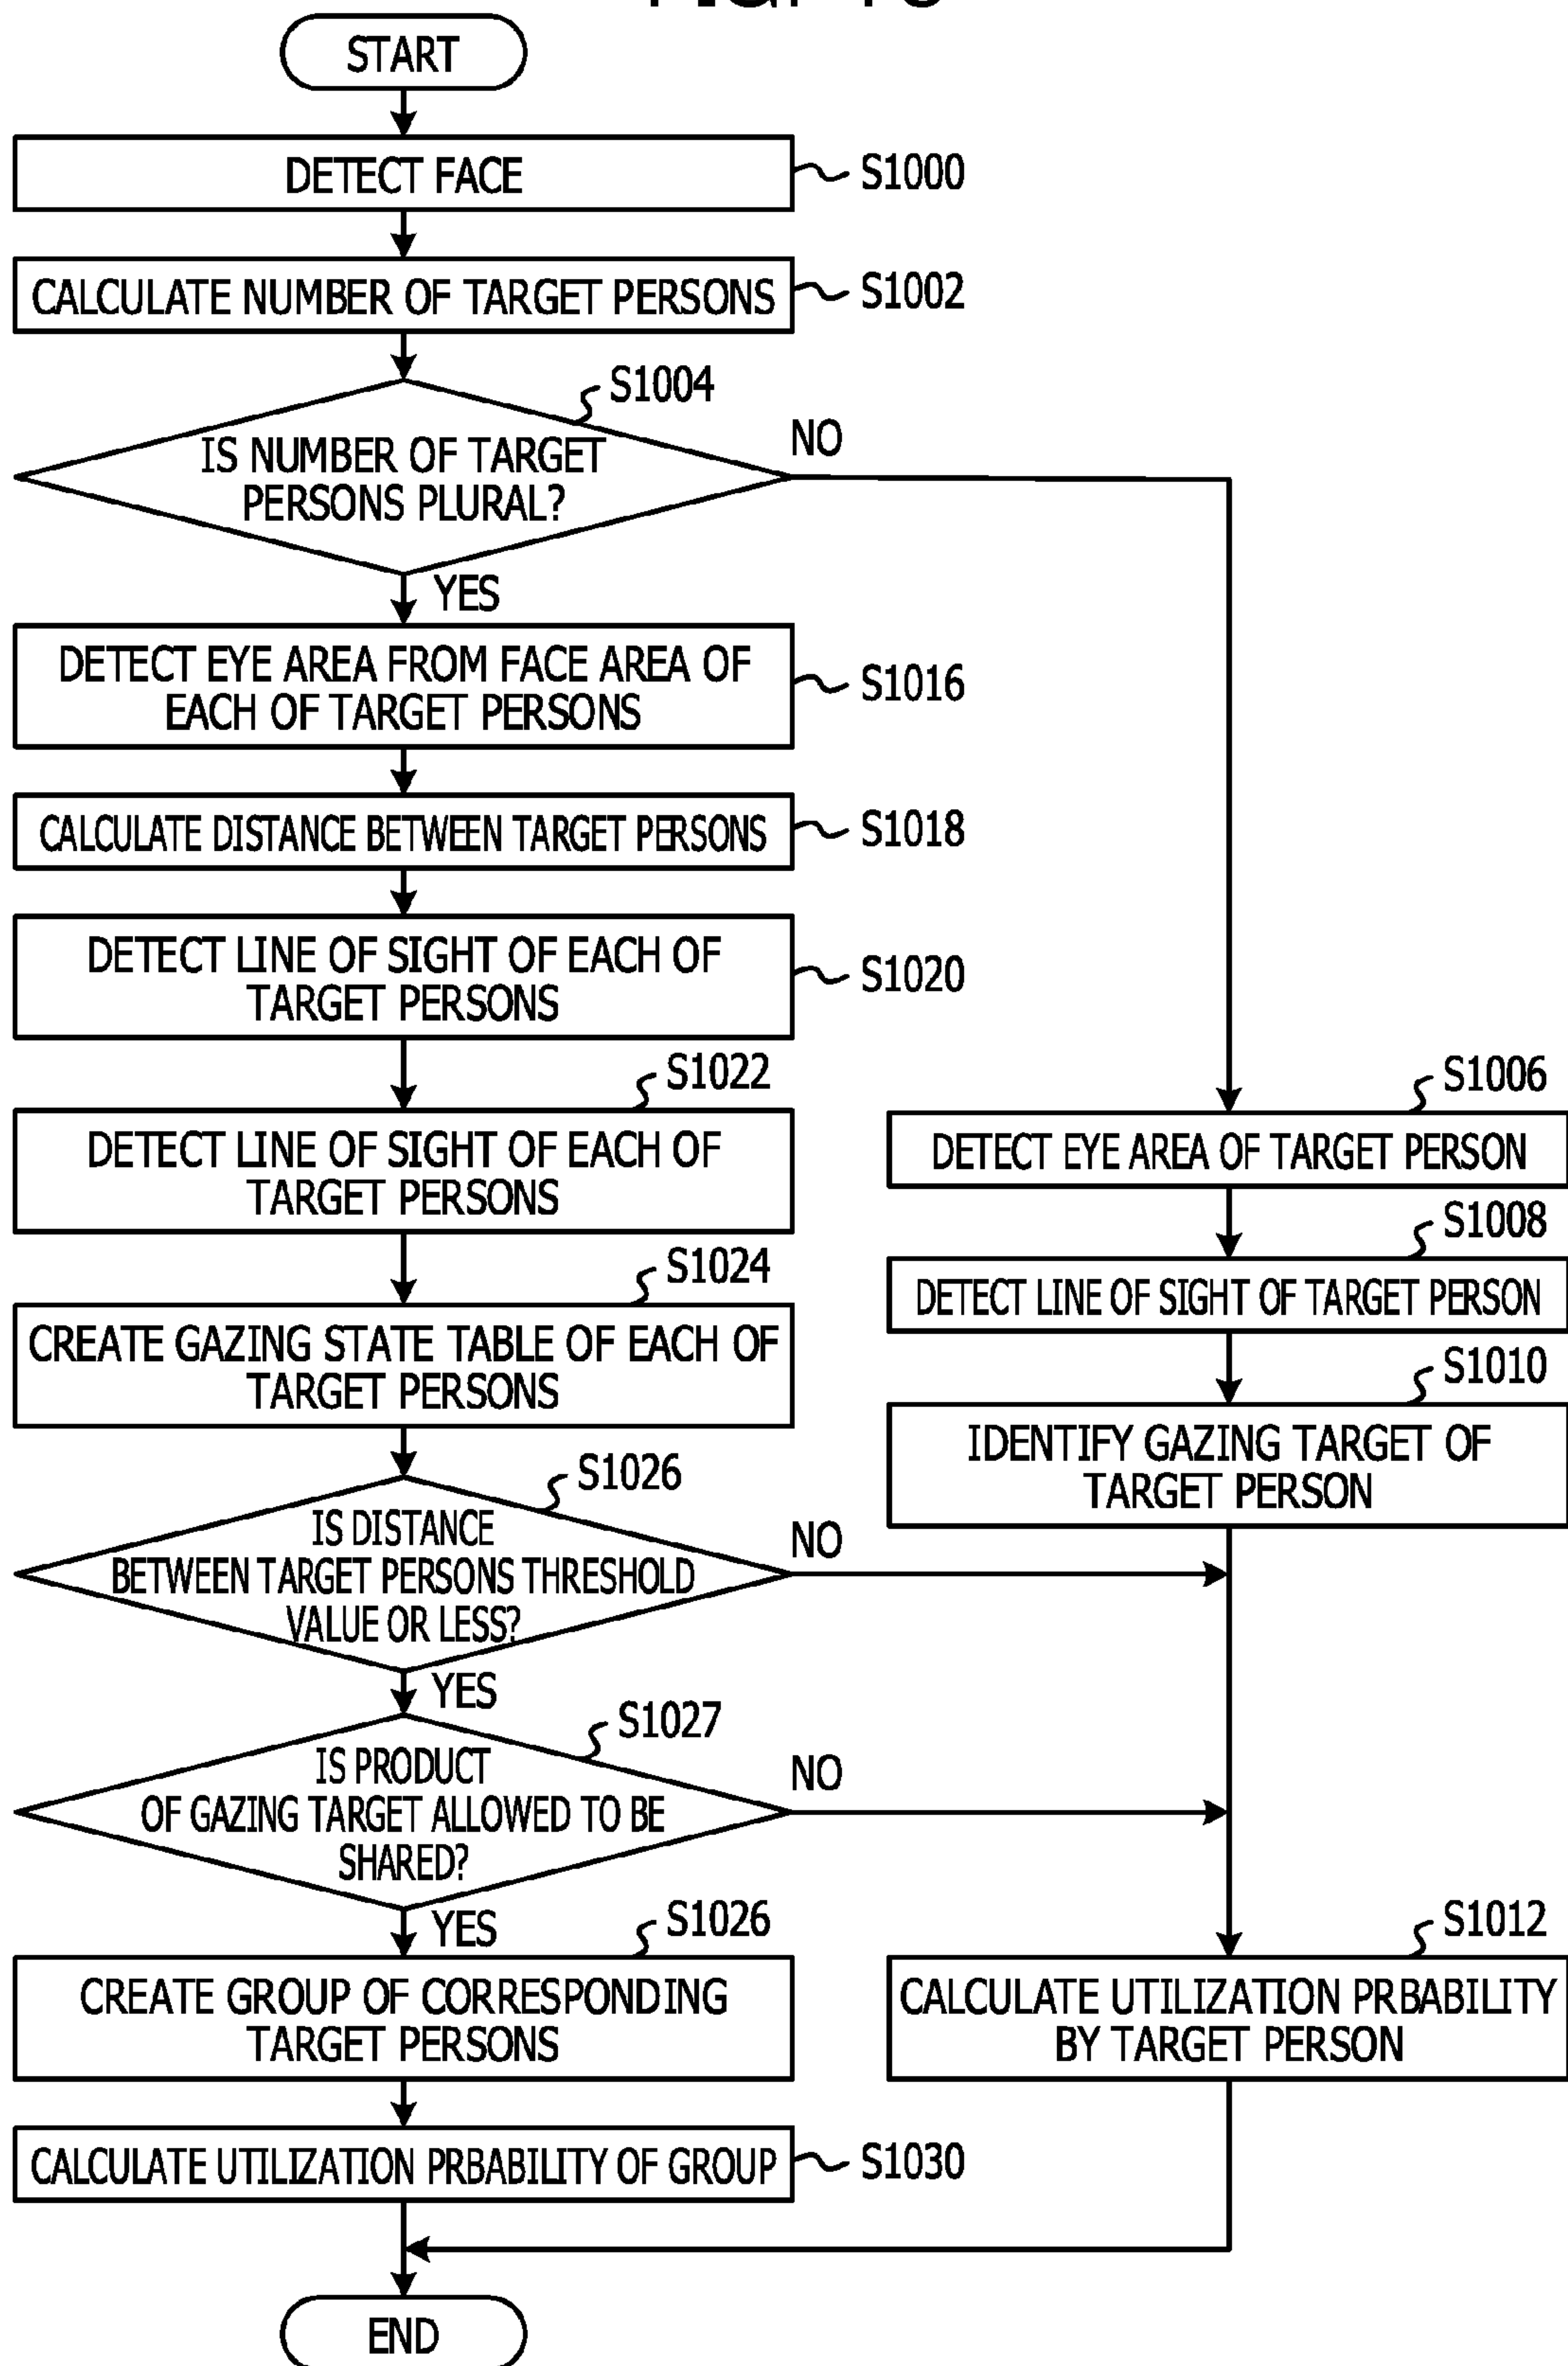 START
DETECT FACE
S1000
CALCULATE NUMBER OF TARGET PERSONS
S1002
S1004
IS NUMBER OF TARGET
PERSONS PLURAL?
NO
YES
DETECT EYE AREA FROM FACE AREA OF
EACH OF TARGET PERSONS
S1016
CALCULATE DISTANCE BETWEEN TARGET PERSONS
S1018
DETECT LINE OF SIGHT OF EACH OF
TARGET PERSONS
S1020
S1022
DETECT LINE OF SIGHT OF EACH OF
TARGET PERSONS
S1024
CREATE GAZING STATE TABLE OF EACH OF
TARGET PERSONS
S1026
IS DISTANCE
BETWEEN TARGET PERSONS THRESHOLD
VALUE OR LESS?
NO
YES
S1027
IS PRODUCT
OF GAZING TARGET ALLOWED TO BE
SHARED?
NO
YES
S1026
CREATE GROUP OF CORRESPONDING
TARGET PERSONS
CALCULATE UTILIZATION PRBABILITY OF GROUP
S1030
S1006
DETECT EYE AREA OF TARGET PERSON
S1008
DETECT LINE OF SIGHT OF TARGET PERSON
S1010
IDENTIFY GAZING TARGET OF
TARGET PERSON
S1012
CALCULATE UTILIZATION PRBABILITY
BY TARGET PERSON
END